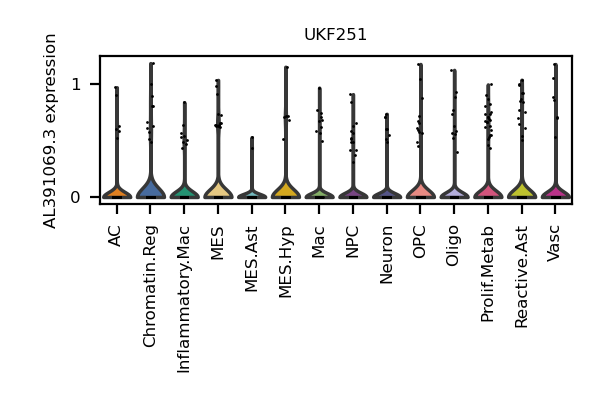 UKF251
AL391069.3 expression
1
0
AC
Chromatin.Reg
Inflammatory.Mac
MES
MES.Ast
MES.Hyp
Mac
NPC
Neuron
OPC
Oligo
Prolif.Metab
Reactive.Ast
Vasc